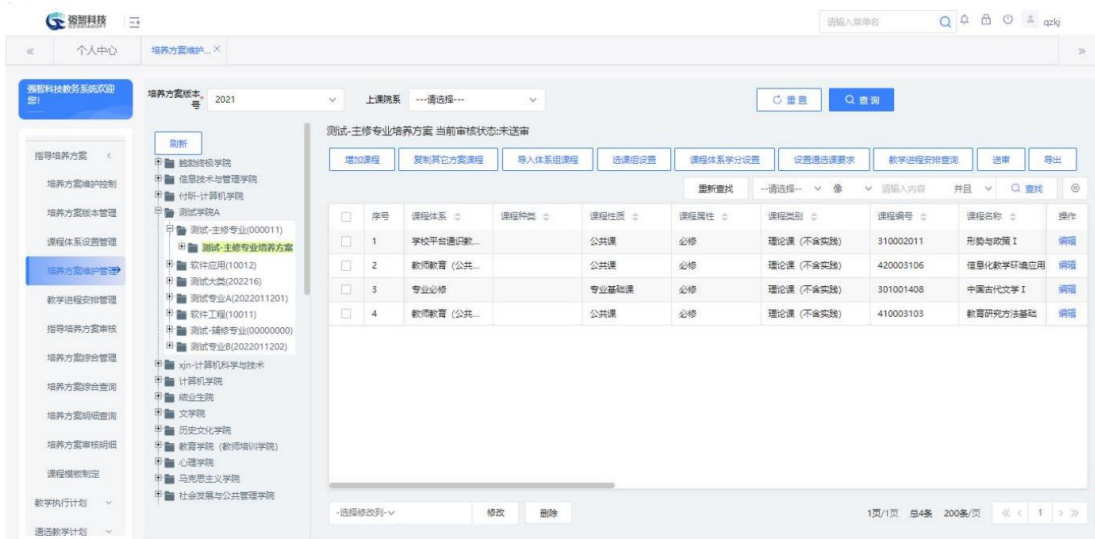 强智科技
QZDATASOFT
请输入菜单名
qzkj
个人中心
培养方案维护...
强智科技教务系统欢迎您!
指导培养方案
培养方案维护控制
培养方案版本管理
课程体系设置管理
培养方案维护管理
教学进程安排管理
指导培养方案审核
培养方案综合管理
培养方案综合查询
培养方案明细查询
培养方案审核明细
课程模板制定
教学执行计划
通选教学计划
培养方案版本号* 2021 上课院系 ---请选择--- 重置 查询
刷新
信息技术与管理学院
付昕-计算机学院
测试学院A
测试-主修专业(000011)
测试-主修专业培养方案
软件应用(10012)
测试大类(202216)
测试专业A(2022011201)
软件工程(10011)
测试-辅修专业(00000000)
测试专业B(2022011202)
xjn-计算机科学与技术
计算机学院
结业生院
文学院
历史文化学院
教育学院(教师培训学院)
心理学院
马克思主义学院
社会发展与公共管理学院
测试-主修专业培养方案 当前审核状态:未送审
增加课程 复制其它方案课程 导入体系组课程 选课组设置 课程体系学分设置 设置通选课要求 教学进程安排查询 送审 导出
重新查找 --请选择-- 像 请输入内容 并且 查找
序号 课程体系 课程种类 课程性质 课程属性 课程类别 课程编号 课程名称 操作
1 学校平台通识教... 公共课 必修 理论课(不含实践) 310002011 形势与政策 I 编辑
2 教师教育(公共... 公共课 必修 理论课(不含实践) 420003106 信息化教学环境应用 编辑
3 专业必修 专业基础课 必修 理论课(不含实践) 301001408 中国古代文学 I 编辑
4 教师教育(公共... 公共课 必修 理论课(不含实践) 410003103 教育研究方法基础 编辑
-选择修改列- 修改 删除 1页/1页 总4条 200条/页 1